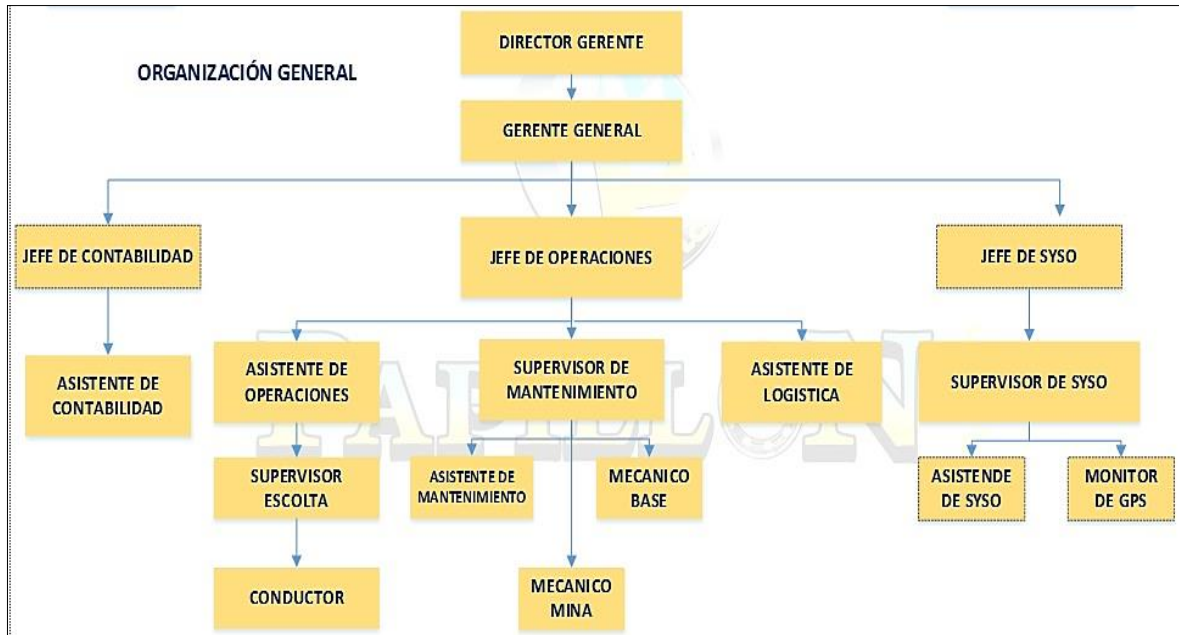 DIRECTOR GERENTE
ORGANIZACIÓN GENERAL
GERENTE GENERAL
JEFE DE CONTABILIDAD
JEFE DE OPERACIONES
JEFE DE SYSO
ASISTENTE DE
CONTABILIDAD
ASISTENTE DE
OPERACIONES
SUPERVISOR DE
MANTENIMIENTO
ASISTENTE DE
LOGISTICA
SUPERVISOR DE SYSO
PAPILLON
SUPERVISOR
ESCOLTA
ASISTENTE DE
MANTENIMIENTO
MECANICO
BASE
ASISTENDE
DE SYSO
MONITOR
DE GPS
CONDUCTOR
MECANICO
MINA